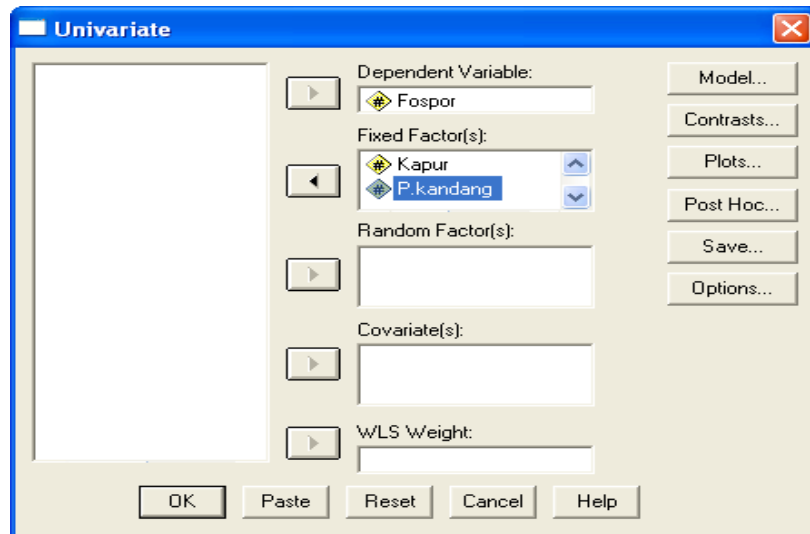 Univariate
Dependent Variable:
Fospor
Fixed Factor(s):
Kapur
P.kandang
Random Factor(s):
Covariate(s):
WLS Weight:
Model...
Contrasts...
Plots...
Post Hoc...
Save...
Options...
OK
Paste
Reset
Cancel
Help